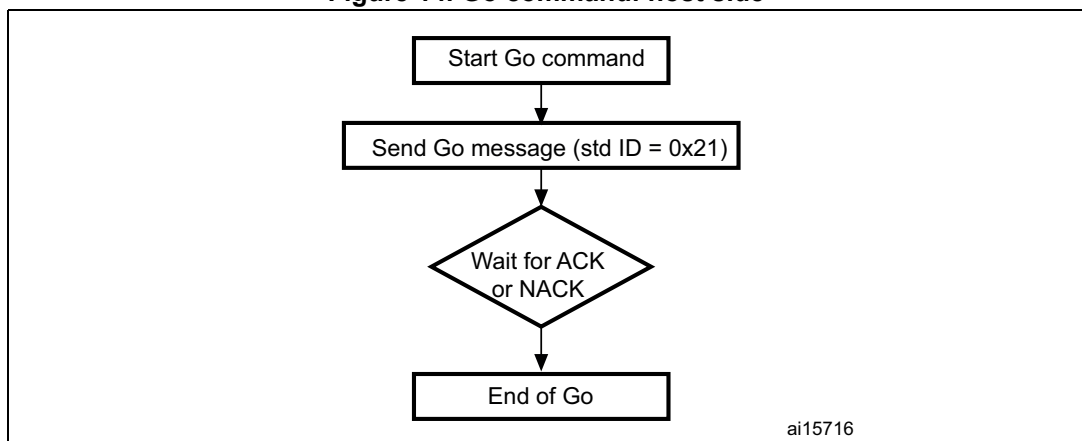 Start Go command
Send Go message (std ID = 0x21)
Wait for ACK
or NACK
End of Go
ai15716